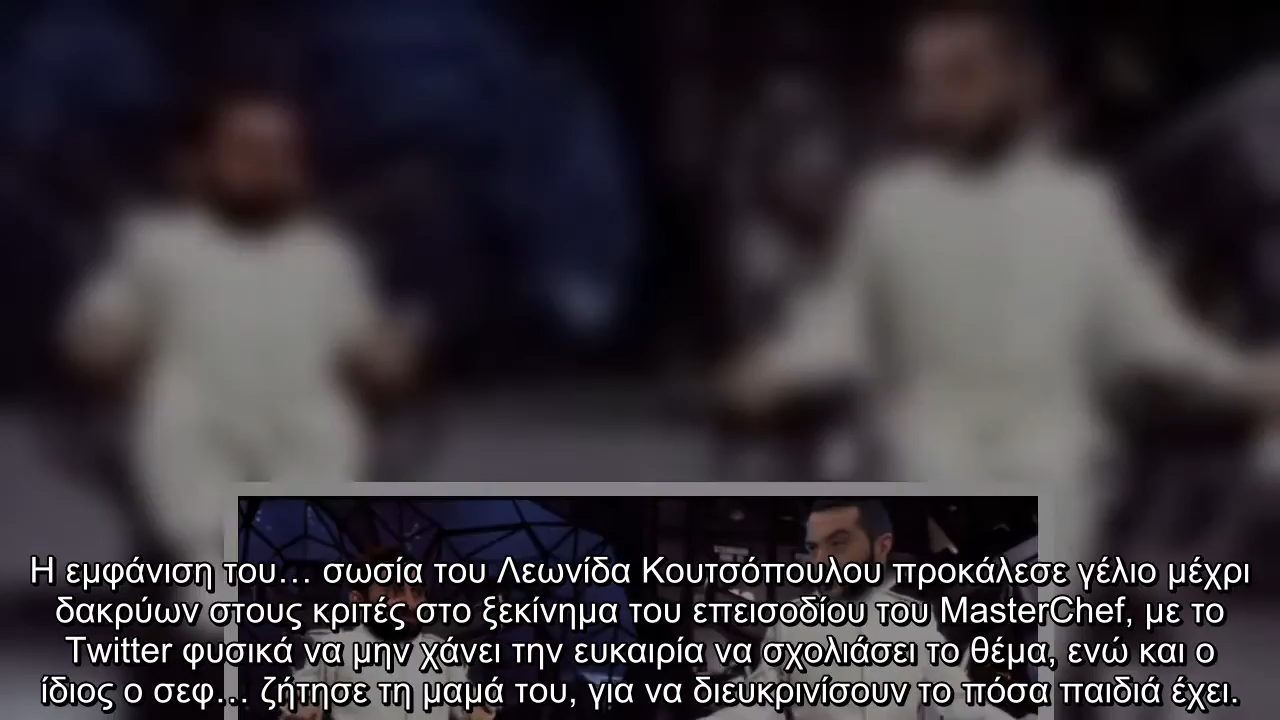 Η εμφάνιση του… σωσία του Λεωνίδα Κουτσόπουλου προκάλεσε γέλιο μέχρι
δακρύων στους κριτές στο ξεκίνημα του επεισοδίου του MasterChef, με το
Twitter φυσικά να μην χάνει την ευκαιρία να σχολιάσει το θέμα, ενώ και ο
ίδιος ο σεφ… ζήτησε τη μαμά του, για να διευκρινίσουν το πόσα παιδιά έχει.